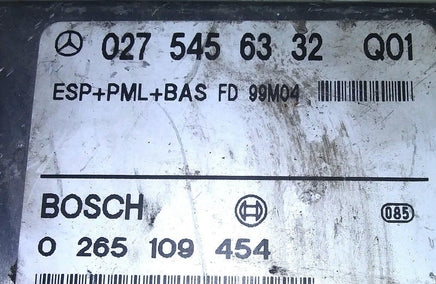 027 545 63 32 Q01
ESP+PML+BAS FD 99M04
BOSCH
085
0 265 109 454